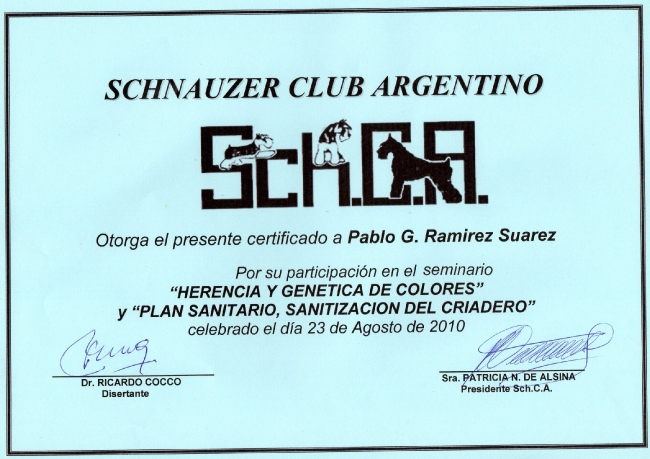 SCHNAUZER CLUB ARGENTINO
Sch.C.A.
Otorga el presente certificado a Pablo G. Ramirez Suarez
Por su participación en el seminario
“HERENCIA Y GENETICA DE COLORES”
y “PLAN SANITARIO, SANITIZACION DEL CRIADERO”
celebrado el día 23 de Agosto de 2010
Dr. RICARDO COCCO
Disertante
Sra. PATRICIA N. DE ALSINA
Presidente Sch.C.A.